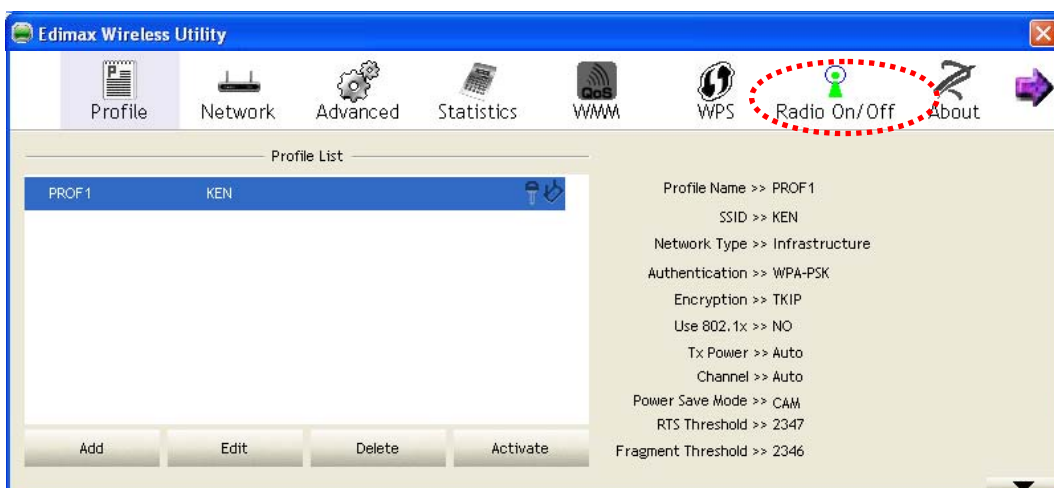 Edimax Wireless Utility
Profile Network Advanced Statistics QoS WMM WPS Radio On/Off About
Profile List
PROF1 KEN
Profile Name >> PROF1
SSID >> KEN
Network Type >> Infrastructure
Authentication >> WPA-PSK
Encryption >> TKIP
Use 802.1x >> NO
Tx Power >> Auto
Channel >> Auto
Power Save Mode >> CAM
RTS Threshold >> 2347
Fragment Threshold >> 2346
Add Edit Delete Activate